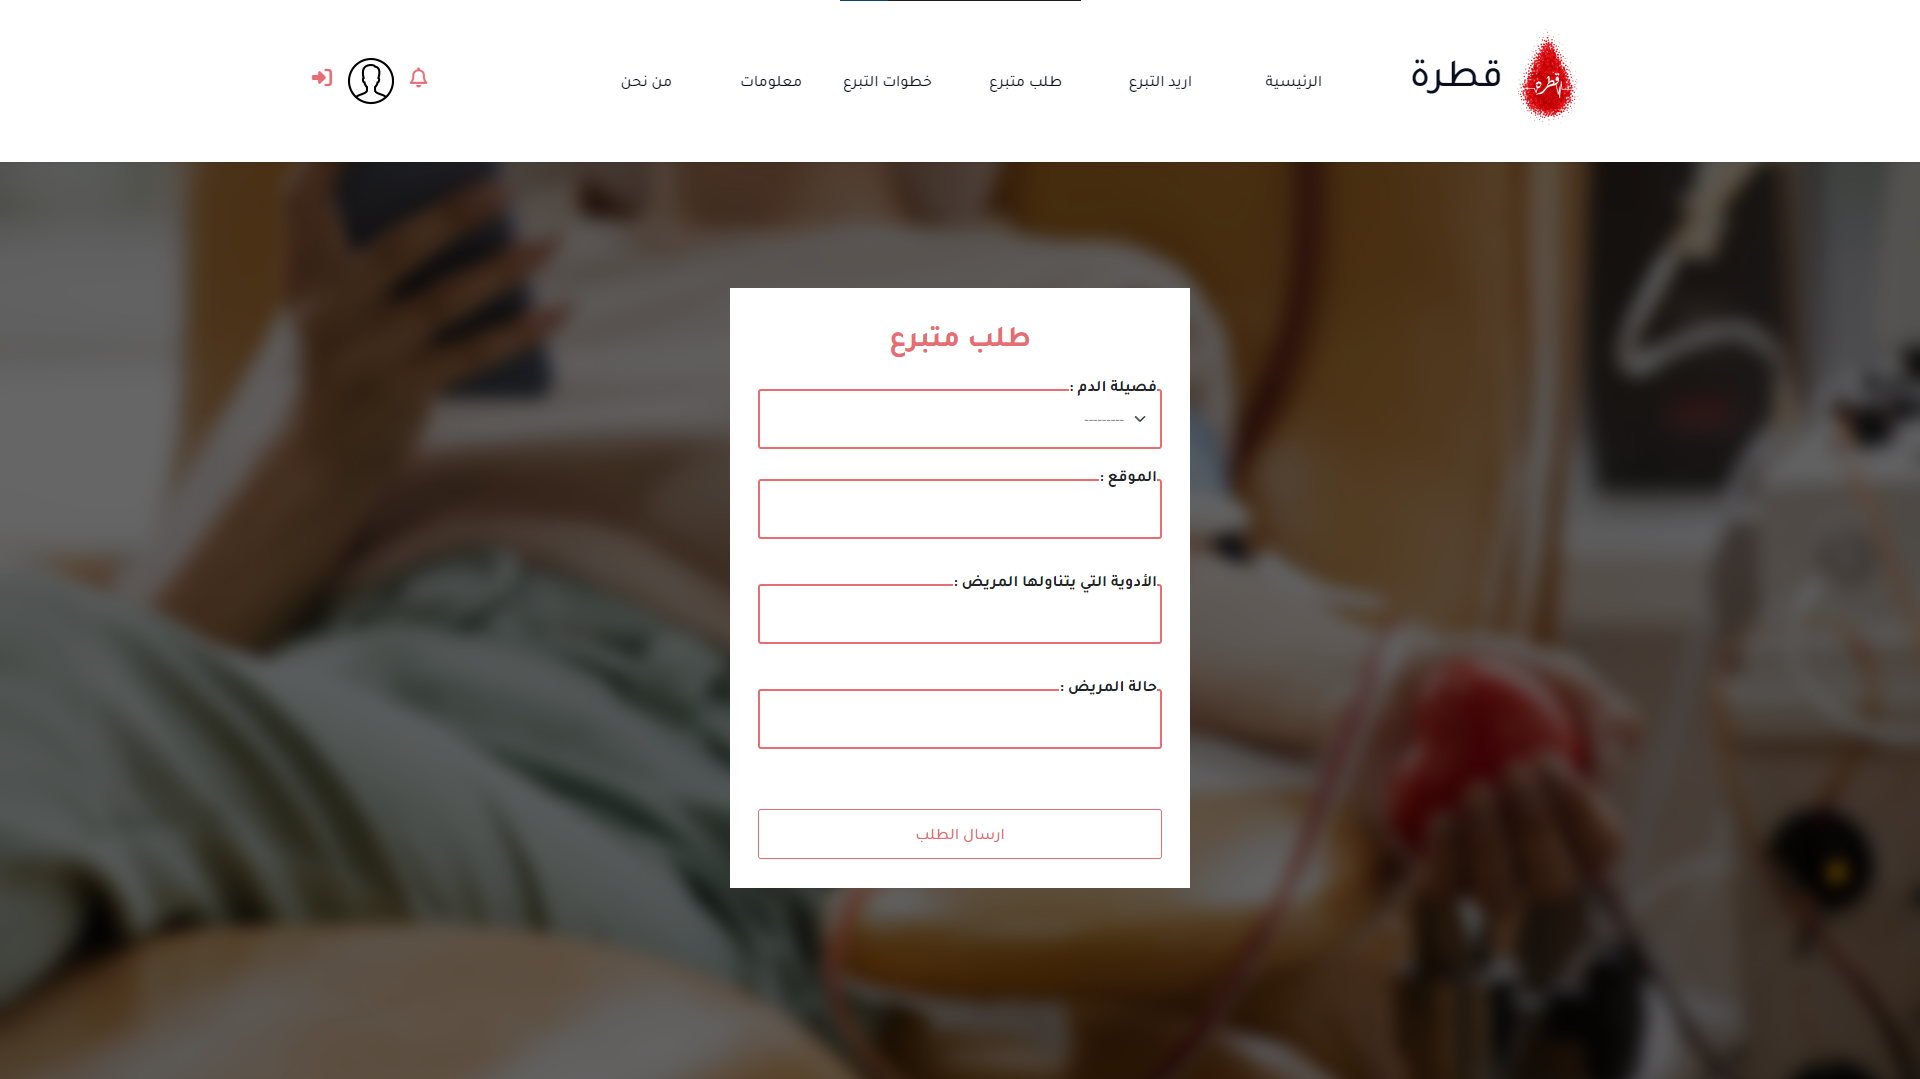 قطره
قطرة
الرئيسية
اريد التبرع
طلب متبرع
خطوات التبرع
معلومات
من نحن
طلب متبرع
فصيلة الدم :
---------
الموقع :
الأدوية التي يتناولها المريض :
حالة المريض :
ارسال الطلب